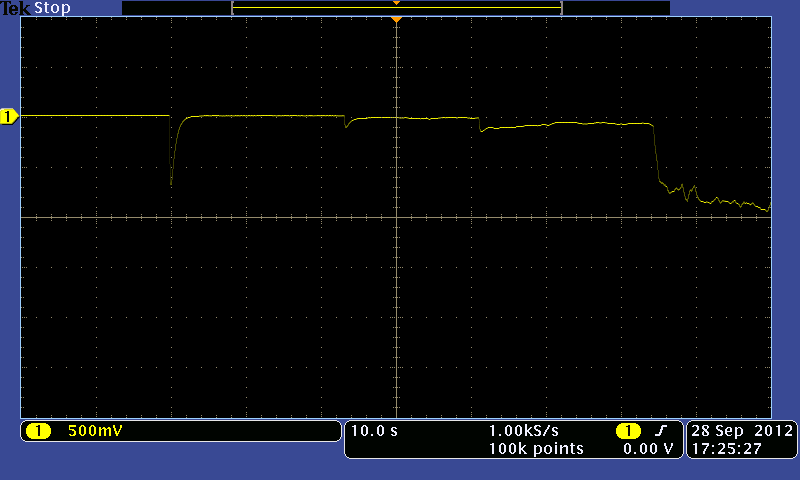 Tek Stop
1
1 500mV
10.0 s 1.00kS/s 1 0.00 V
100k points
28 Sep 2012
17:25:27